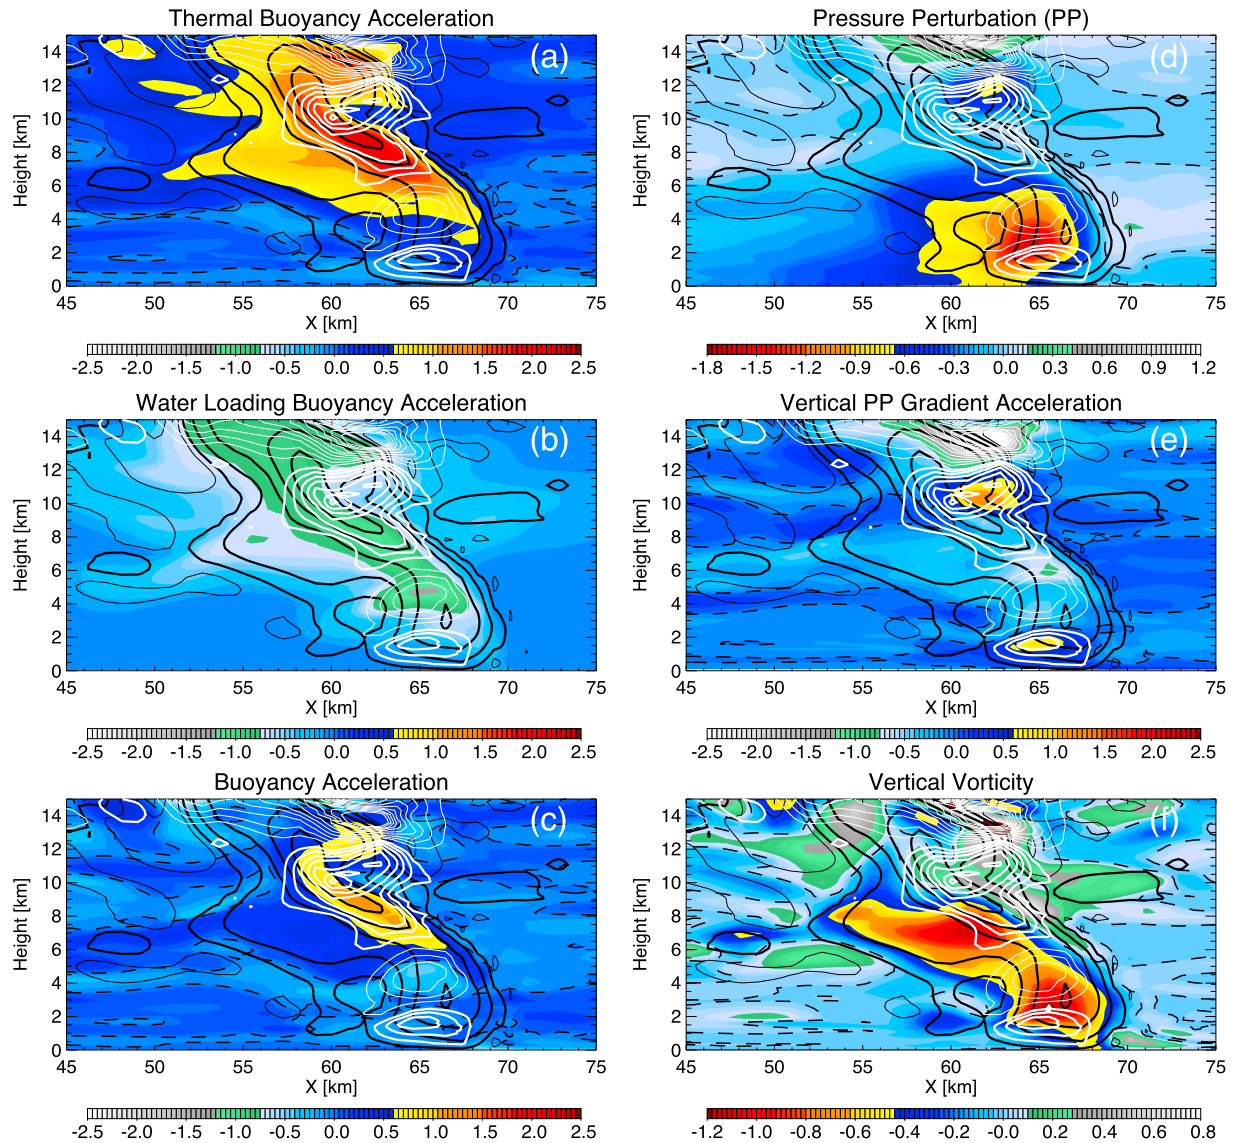 Thermal Buoyancy Acceleration
(a)
Height [km]
14
12
10
8
6
4
2
0
45 50 55 60 65 70 75
X [km]
-2.5 -2.0 -1.5 -1.0 -0.5 0.0 0.5 1.0 1.5 2.0 2.5
Pressure Perturbation (PP)
(d)
Height [km]
14
12
10
8
6
4
2
0
45 50 55 60 65 70 75
X [km]
-1.8 -1.5 -1.2 -0.9 -0.6 -0.3 0.0 0.3 0.6 0.9 1.2
Water Loading Buoyancy Acceleration
(b)
Height [km]
14
12
10
8
6
4
2
0
45 50 55 60 65 70 75
X [km]
-2.5 -2.0 -1.5 -1.0 -0.5 0.0 0.5 1.0 1.5 2.0 2.5
Vertical PP Gradient Acceleration
(e)
Height [km]
14
12
10
8
6
4
2
0
45 50 55 60 65 70 75
X [km]
-2.5 -2.0 -1.5 -1.0 -0.5 0.0 0.5 1.0 1.5 2.0 2.5
Buoyancy Acceleration
(c)
Height [km]
14
12
10
8
6
4
2
0
45 50 55 60 65 70 75
X [km]
-2.5 -2.0 -1.5 -1.0 -0.5 0.0 0.5 1.0 1.5 2.0 2.5
Vertical Vorticity
(f)
Height [km]
14
12
10
8
6
4
2
0
45 50 55 60 65 70 75
X [km]
-1.2 -1.0 -0.8 -0.6 -0.4 -0.2 -0.0 0.2 0.4 0.6 0.8